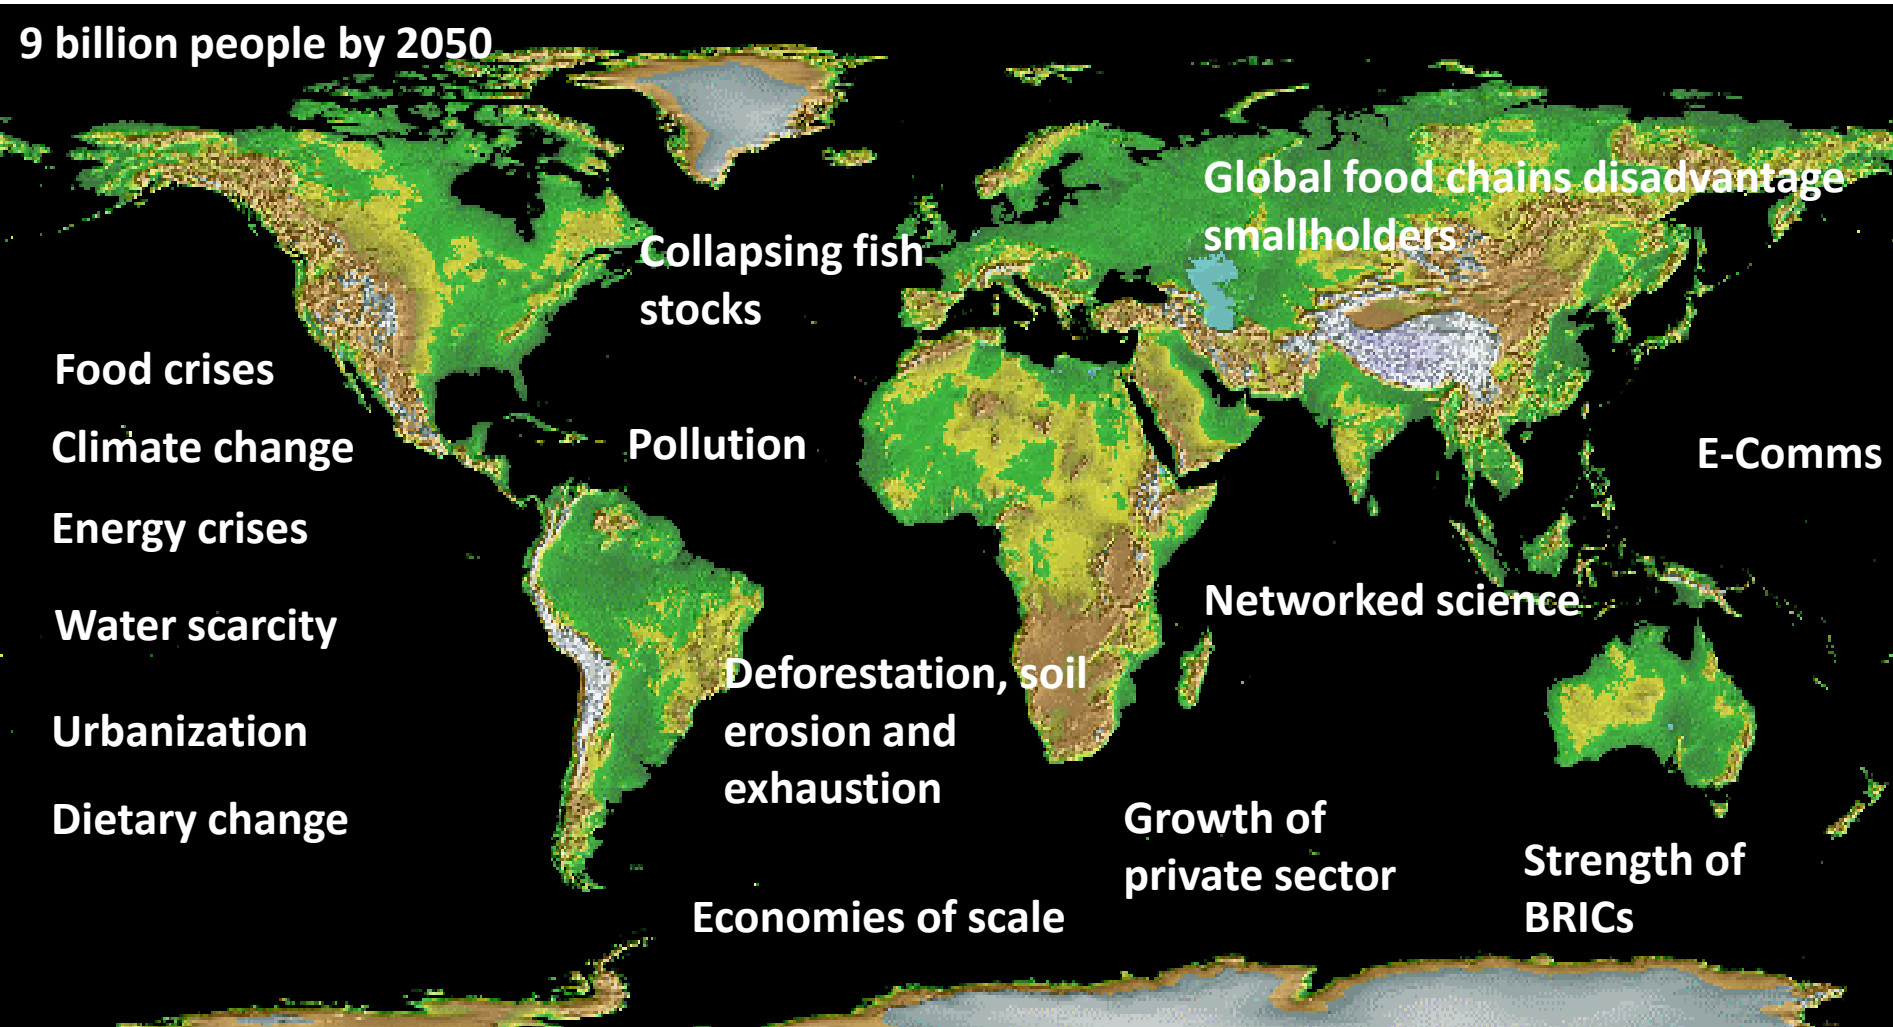 9 billion people by 2050
Global food chains disadvantage
smallholders
Collapsing fish
stocks
Food crises
Climate change
Pollution
E-Comms
Energy crises
Networked science
Water scarcity
Deforestation, soil
erosion and
exhaustion
Urbanization
Dietary change
Growth of
private sector
Strength of
BRICs
Economies of scale